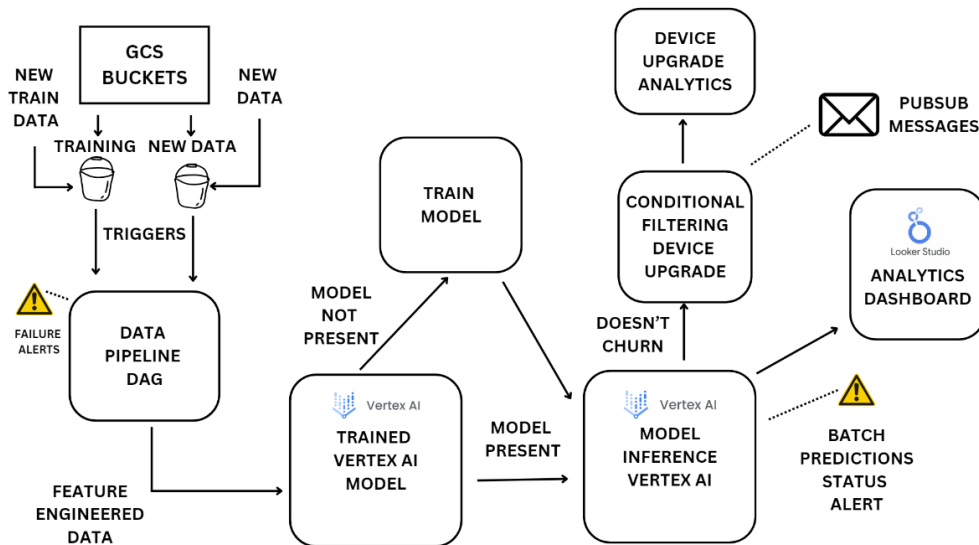 GCS
BUCKETS
NEW
TRAIN
DATA
NEW
DATA
TRAINING
NEW DATA
TRIGGERS
FAILURE
ALERTS
DATA
PIPELINE
DAG
FEATURE
ENGINEERED
DATA
Vertex AI
TRAINED
VERTEX AI
MODEL
MODEL
NOT
PRESENT
TRAIN
MODEL
MODEL
PRESENT
Vertex AI
MODEL
INFERENCE
VERTEX AI
DOESN'T
CHURN
CONDITIONAL
FILTERING
DEVICE
UPGRADE
DEVICE
UPGRADE
ANALYTICS
PUBSUB
MESSAGES
Looker Studio
ANALYTICS
DASHBOARD
BATCH
PREDICTIONS
STATUS
ALERT